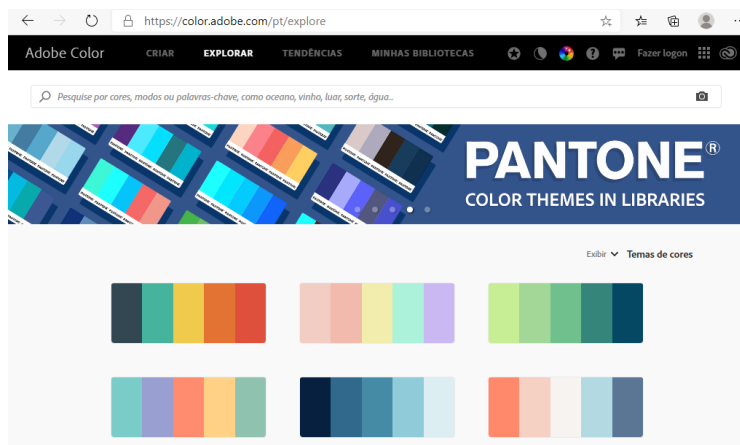 https://color.adobe.com/pt/explore
Adobe Color CRIAR EXPLORAR TENDÊNCIAS MINHAS BIBLIOTECAS Fazer logon
Pesquise por cores, modos ou palavras-chave, como oceano, vinho, luar, sorte, água...
PANTONE®
COLOR THEMES IN LIBRARIES
Exibir Temas de cores